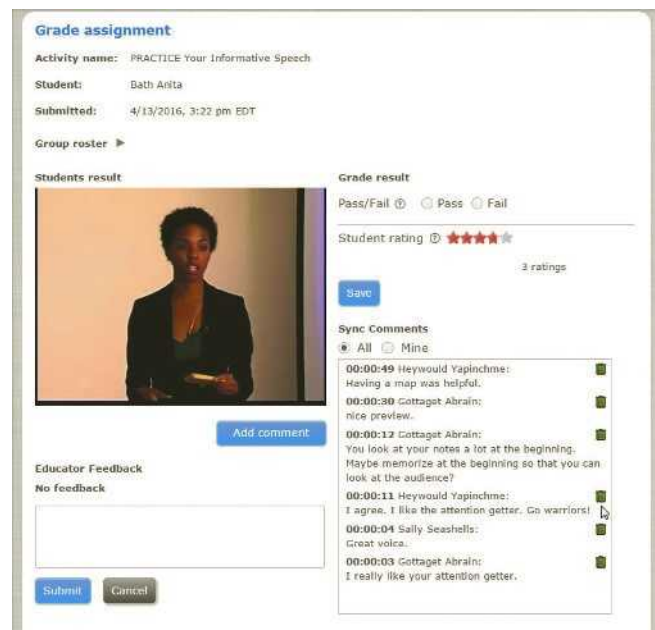 Grade assignment
Activity name: PRACTICE Your Informative Speech
Student: Bath Anita
Submitted: 4/13/2016, 3:22 pm EDT
Group roster
Students result
Add comment
Educator Feedback
No feedback
Submit Cancel
Grade result
Pass/Fail Pass Fail
Student rating
3 ratings
Save
Sync Comments
All Mine
00:00:49 Heywould Yapinchme:
Having a map was helpful.
00:00:30 Gottaget Abrain:
nice preview.
00:00:12 Gottaget Abrain:
You look at your notes a lot at the beginning.
Maybe memorize at the beginning so that you can
look at the audience?
00:00:11 Heywould Yapinchme:
I agree. I like the attention getter. Go warriors!
00:00:04 Sally Seashells:
Great voice.
00:00:03 Gottaget Abrain:
I really like your attention getter.